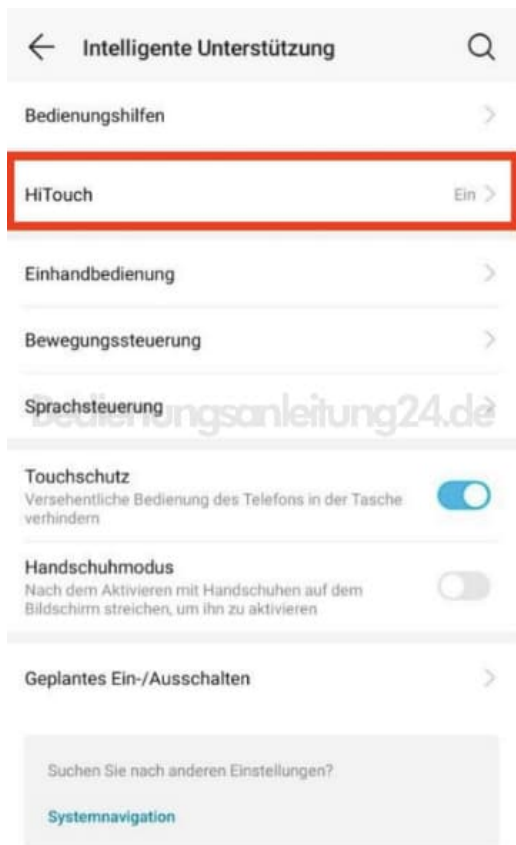 Intelligente Unterstützung
Bedienungshilfen
HiTouch
Ein
Einhandbedienung
Bewegungssteuerung
Sprachsteuerung
Bedienungsanleitung24.de
Touchschutz
Versehentliche Bedienung des Telefons in der Tasche
verhindern
Handschuhmodus
Nach dem Aktivieren mit Handschuhen auf dem
Bildschirm streichen, um ihn zu aktivieren
Geplantes Ein-/Ausschalten
Suchen Sie nach anderen Einstellungen?
Systemnavigation